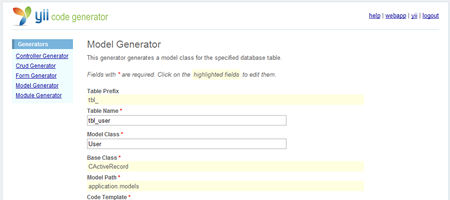 yii code generator
help | webapp | yii | logout
Generators
Controller Generator
Crud Generator
Form Generator
Model Generator
Module Generator
Model Generator
This generator generates a model class for the specified database table.
Fields with * are required. Click on the highlighted fields to edit them.
Table Prefix
tbl_
Table Name *
tbl_user
Model Class *
User
Base Class *
CActiveRecord
Model Path *
application.models
Code Template *